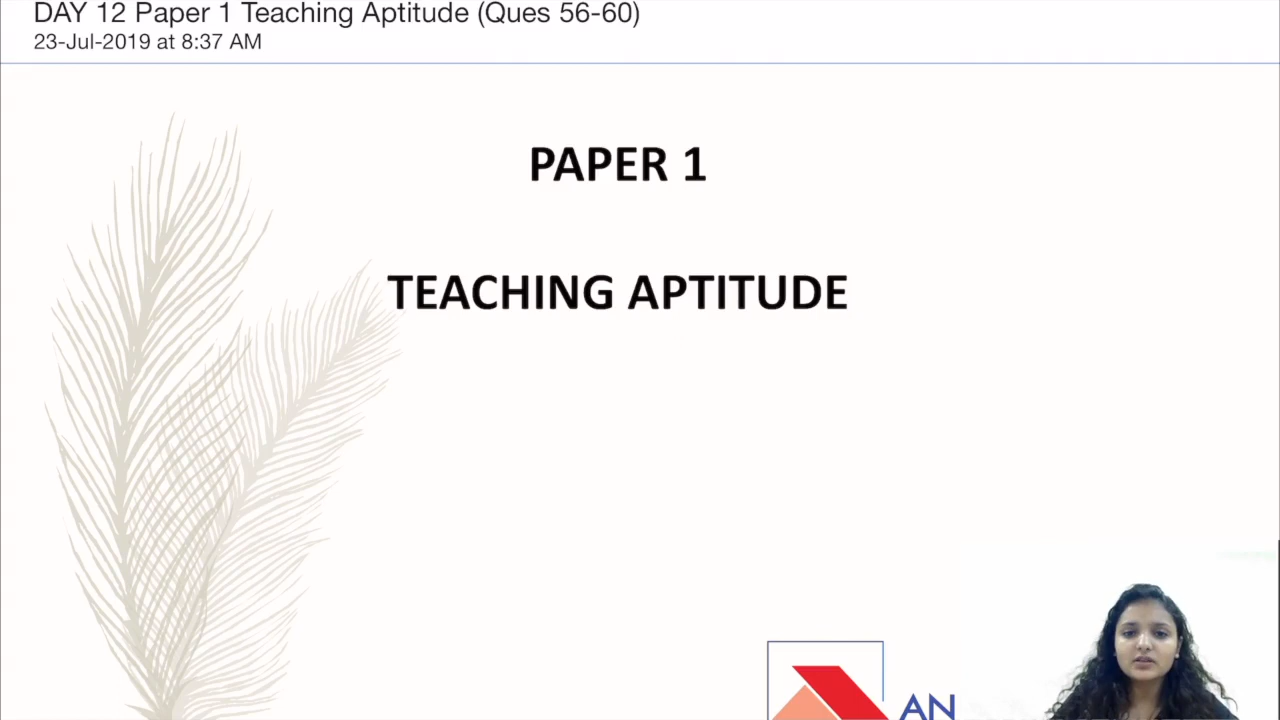 DAY 12 Paper 1 Teaching Aptitude (Ques 56-60)
23-Jul-2019 at 8:37 AM
PAPER 1
TEACHING APTITUDE
AN